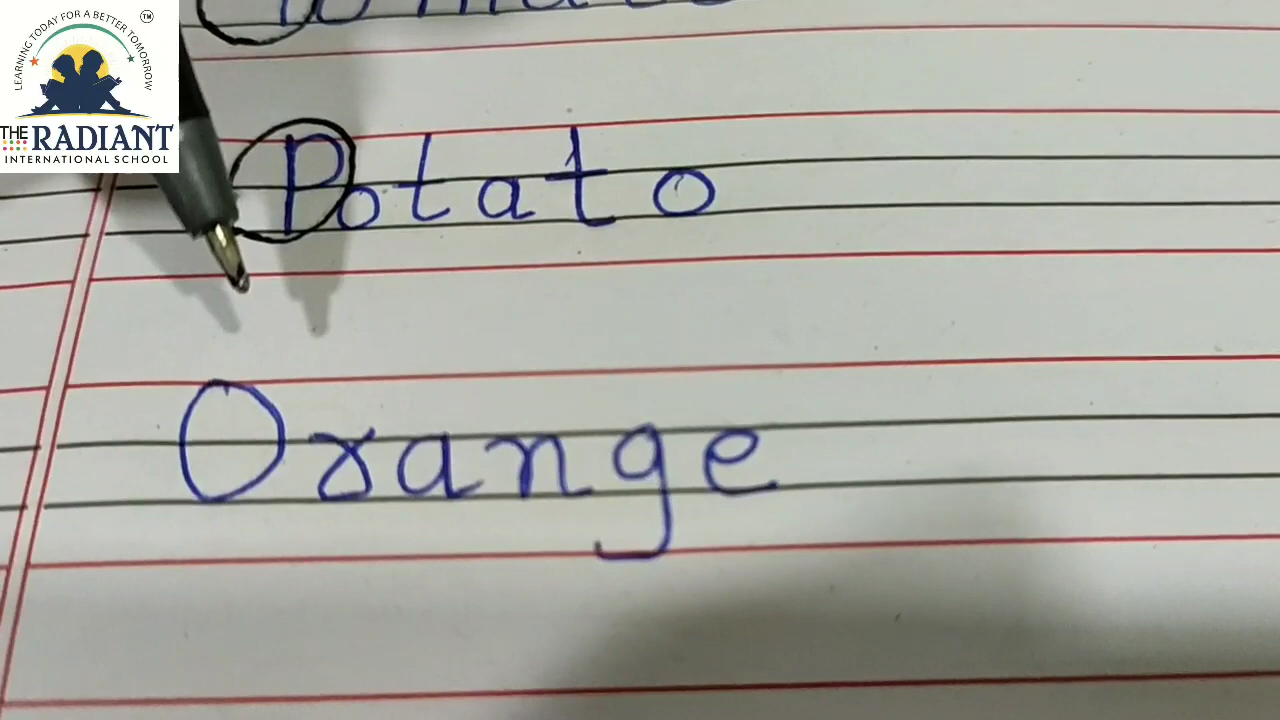 LEARNING TODAY FOR A BETTER TOMORROW
TM
THE RADIANT
INTERNATIONAL SCHOOL
Potato
Orange